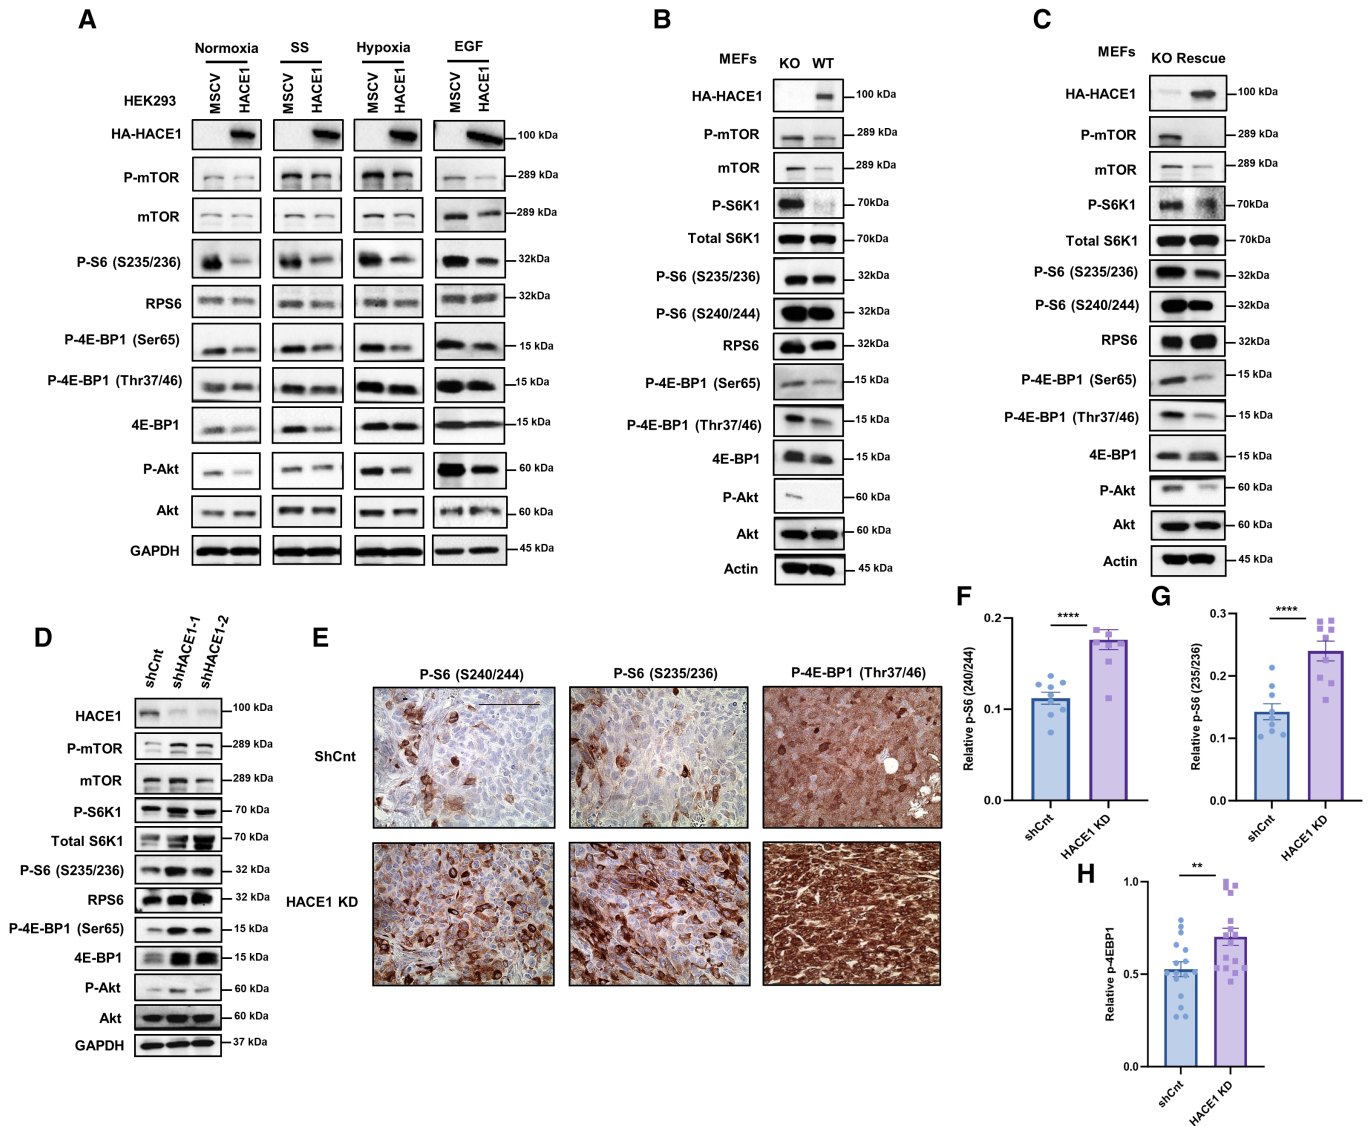 A
Normoxia SS Hypoxia EGF
HEK293 MSCV HACE1 MSCV HACE1 MSCV HACE1 MSCV HACE1
HA-HACE1 100 kDa
P-mTOR 289 kDa
mTOR 289 kDa
P-S6 (S235/236) 32kDa
RPS6 32kDa
P-4E-BP1 (Ser65) 15 kDa
P-4E-BP1 (Thr37/46) 15 kDa
4E-BP1 15 kDa
P-Akt 60 kDa
Akt 60 kDa
GAPDH 45 kDa
B
MEFs KO WT
HA-HACE1 100 kDa
P-mTOR 289 kDa
mTOR 289 kDa
P-S6K1 70kDa
Total S6K1 70kDa
P-S6 (S235/236) 32kDa
P-S6 (S240/244) 32kDa
RPS6 32kDa
P-4E-BP1 (Ser65) 15 kDa
P-4E-BP1 (Thr37/46) 15 kDa
4E-BP1 15 kDa
P-Akt 60 kDa
Akt 60 kDa
Actin 45 kDa
C
MEFs KO Rescue
HA-HACE1 100 kDa
P-mTOR 289 kDa
mTOR 289 kDa
P-S6K1 70kDa
Total S6K1 70kDa
P-S6 (S235/236) 32kDa
P-S6 (S240/244) 32kDa
RPS6 32kDa
P-4E-BP1 (Ser65) 15 kDa
P-4E-BP1 (Thr37/46) 15 kDa
4E-BP1 15 kDa
P-Akt 60 kDa
Akt 60 kDa
Actin 45 kDa
D
shCnt shHACE1-1 shHACE1-2
HACE1 100 kDa
P-mTOR 289 kDa
mTOR 289 kDa
P-S6K1 70 kDa
Total S6K1 70 kDa
P-S6 (S235/236) 32 kDa
RPS6 32 kDa
P-4E-BP1 (Ser65) 15 kDa
4E-BP1 15 kDa
P-Akt 60 kDa
Akt 60 kDa
GAPDH 37 kDa
E
P-S6 (S240/244) P-S6 (S235/236) P-4E-BP1 (Thr37/46)
ShCnt
HACE1 KD
F
Relative p-S6 (240/244)
0.2
0.1
0.0
****
shCnt HACE1 KD
G
Relative p-S6 (235/236)
0.3
0.2
0.1
0.0
****
shCnt HACE1 KD
H
Relative p-4EBP1
1.0
0.5
0.0
**
shCnt HACE1 KD